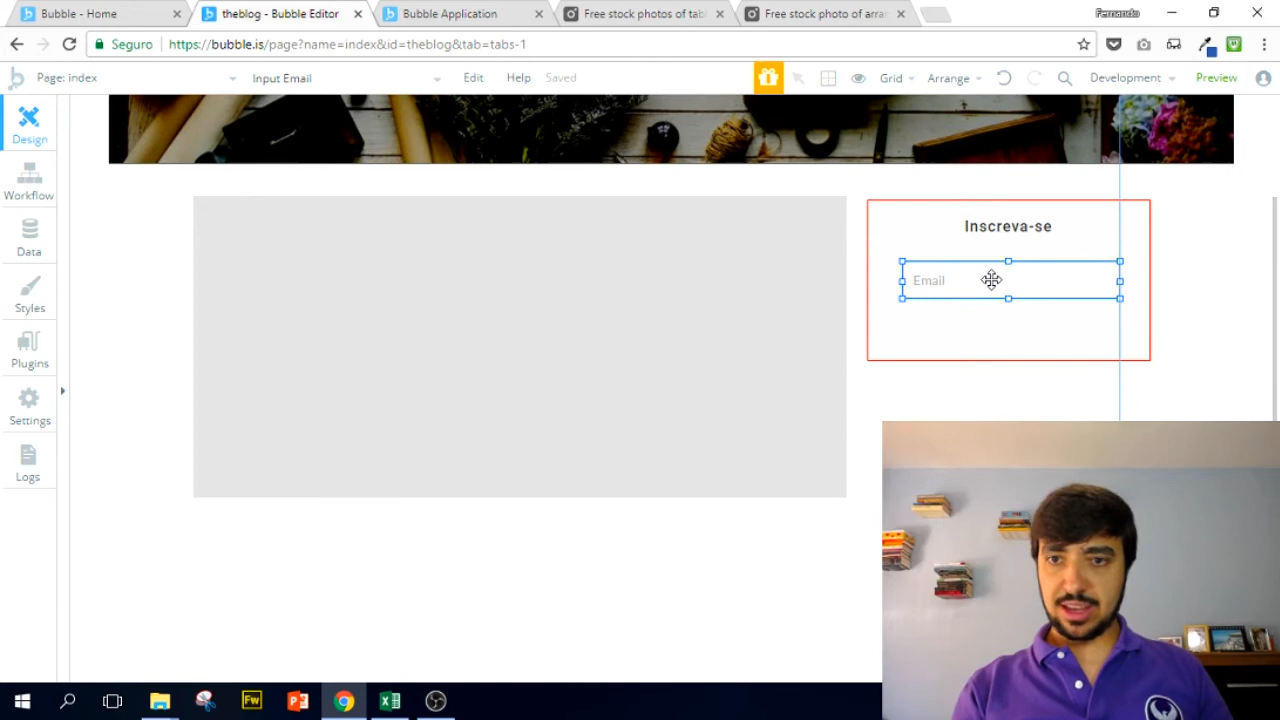 Bubble - Home
theblog - Bubble Editor
Bubble Application
Free stock photos of tab
Free stock photo of arra
Fernando
Seguro
https://bubble.is/page?name=index&id=theblog&tab=tabs-1
Page: index
Input Email
Edit
Help
Saved
Grid
Arrange
Development
Preview
Design
Workflow
Data
Styles
Plugins
Settings
Logs
Inscreva-se
Email
Fw